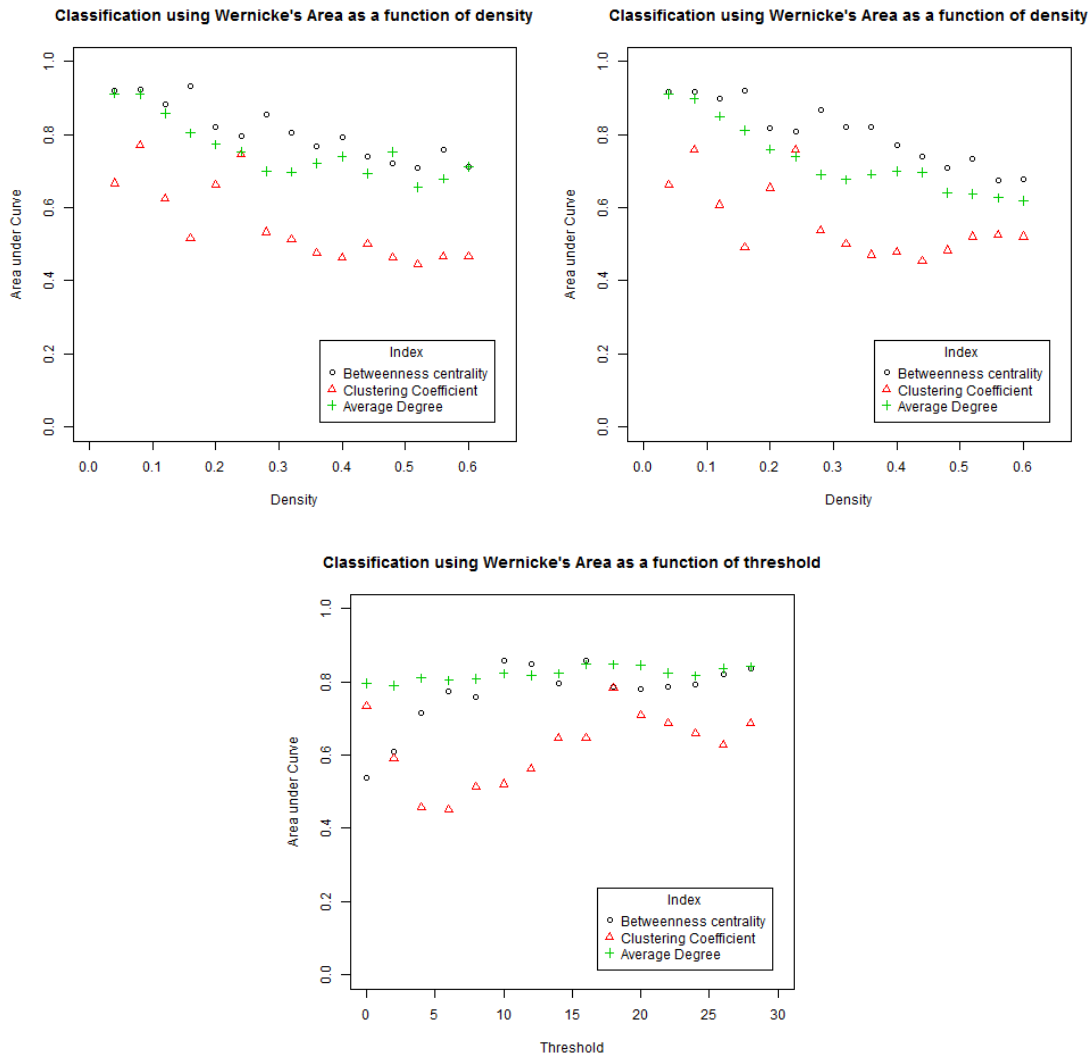 Classification using Wernicke's Area as a function of density
Area under Curve
1.0
0.8
0.6
0.4
0.2
0.0
Index
Betweenness centrality
Clustering Coefficient
Average Degree
0.0 0.1 0.2 0.3 0.4 0.5 0.6
Density
Classification using Wernicke's Area as a function of density
Area under Curve
1.0
0.8
0.6
0.4
0.2
0.0
Index
Betweenness centrality
Clustering Coefficient
Average Degree
0.0 0.1 0.2 0.3 0.4 0.5 0.6
Density
Classification using Wernicke's Area as a function of threshold
Area under Curve
1.0
0.8
0.6
0.4
0.2
0.0
Index
Betweenness centrality
Clustering Coefficient
Average Degree
0 5 10 15 20 25 30
Threshold